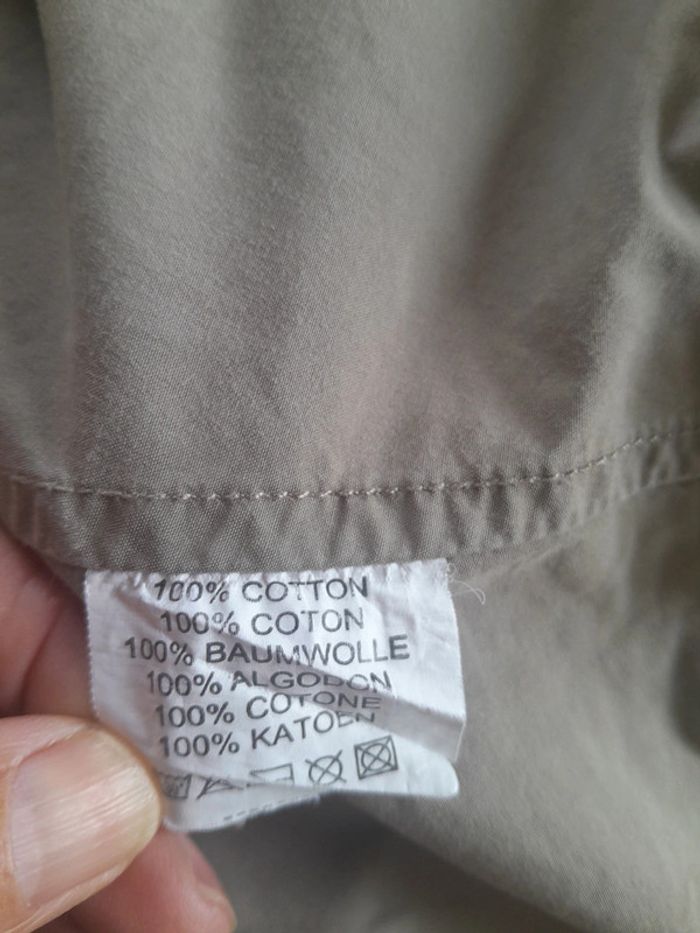 100% COTTON
100% COTON
100% BAUMWOLLE
100% ALGODON
100% COTONE
100% KATOEN